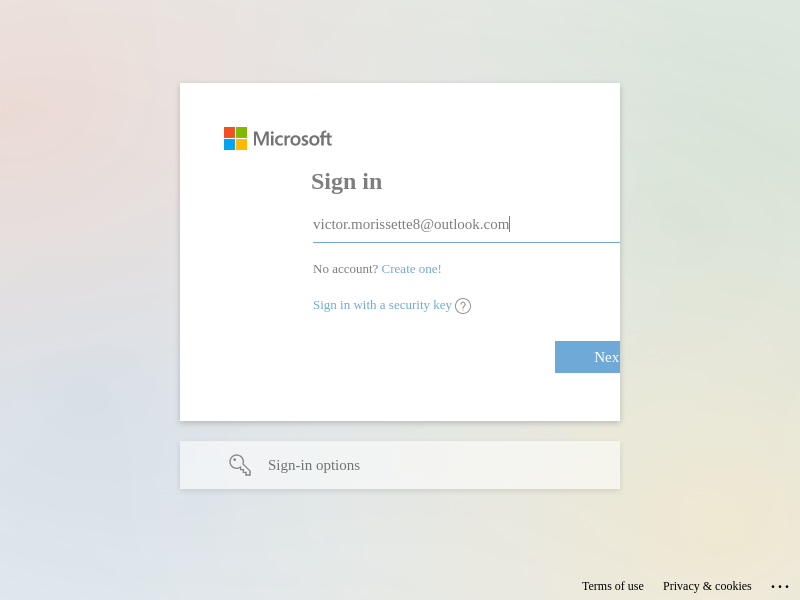 Microsoft
Sign in
victor.morissette8@outlook.com
No account? Create one!
Sign in with a security key
Nex
Sign-in options
Terms of use Privacy & cookies